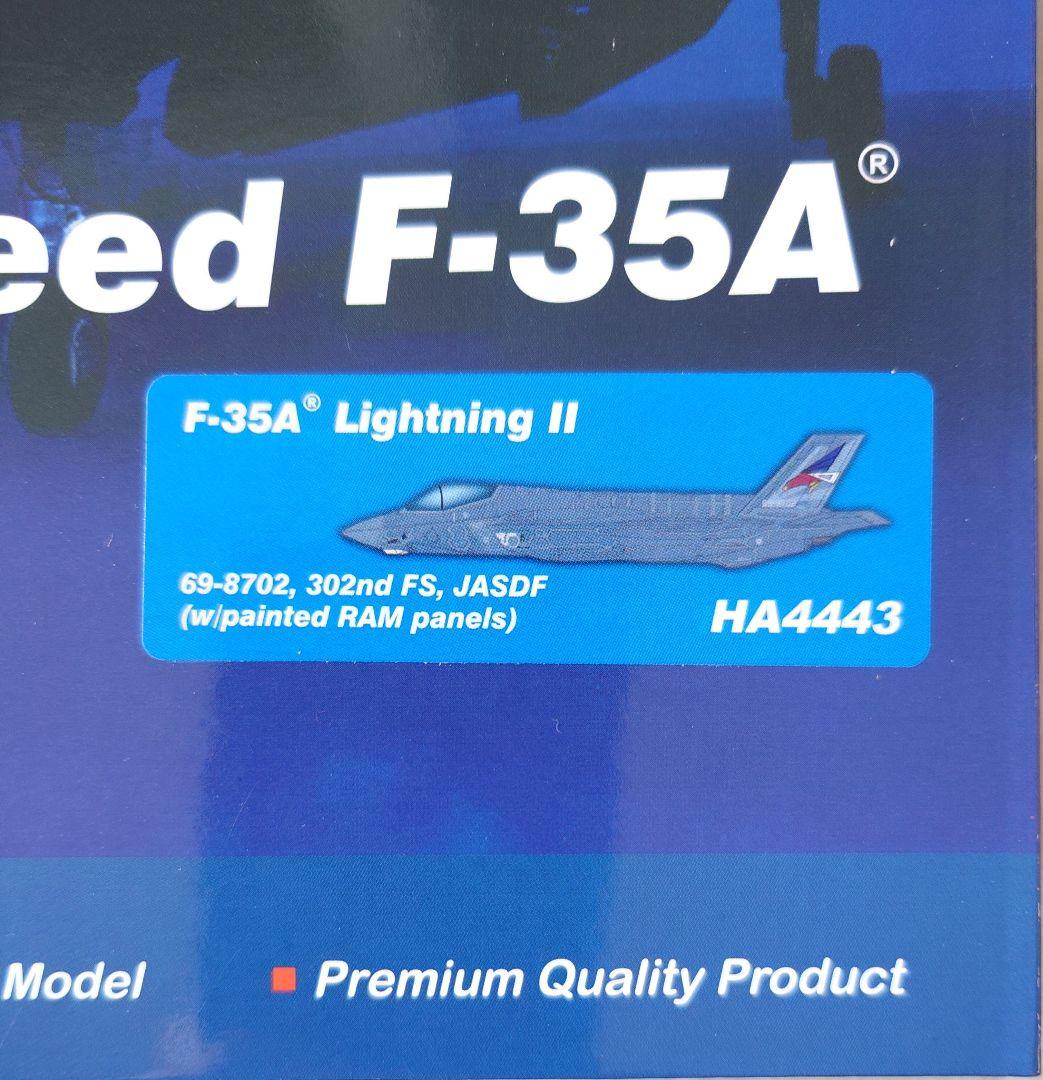 eed F-35A®
F-35A® Lightning II
69-8702, 302nd FS, JASDF
(w/painted RAM panels)
HA4443
Model
■ Premium Quality Product